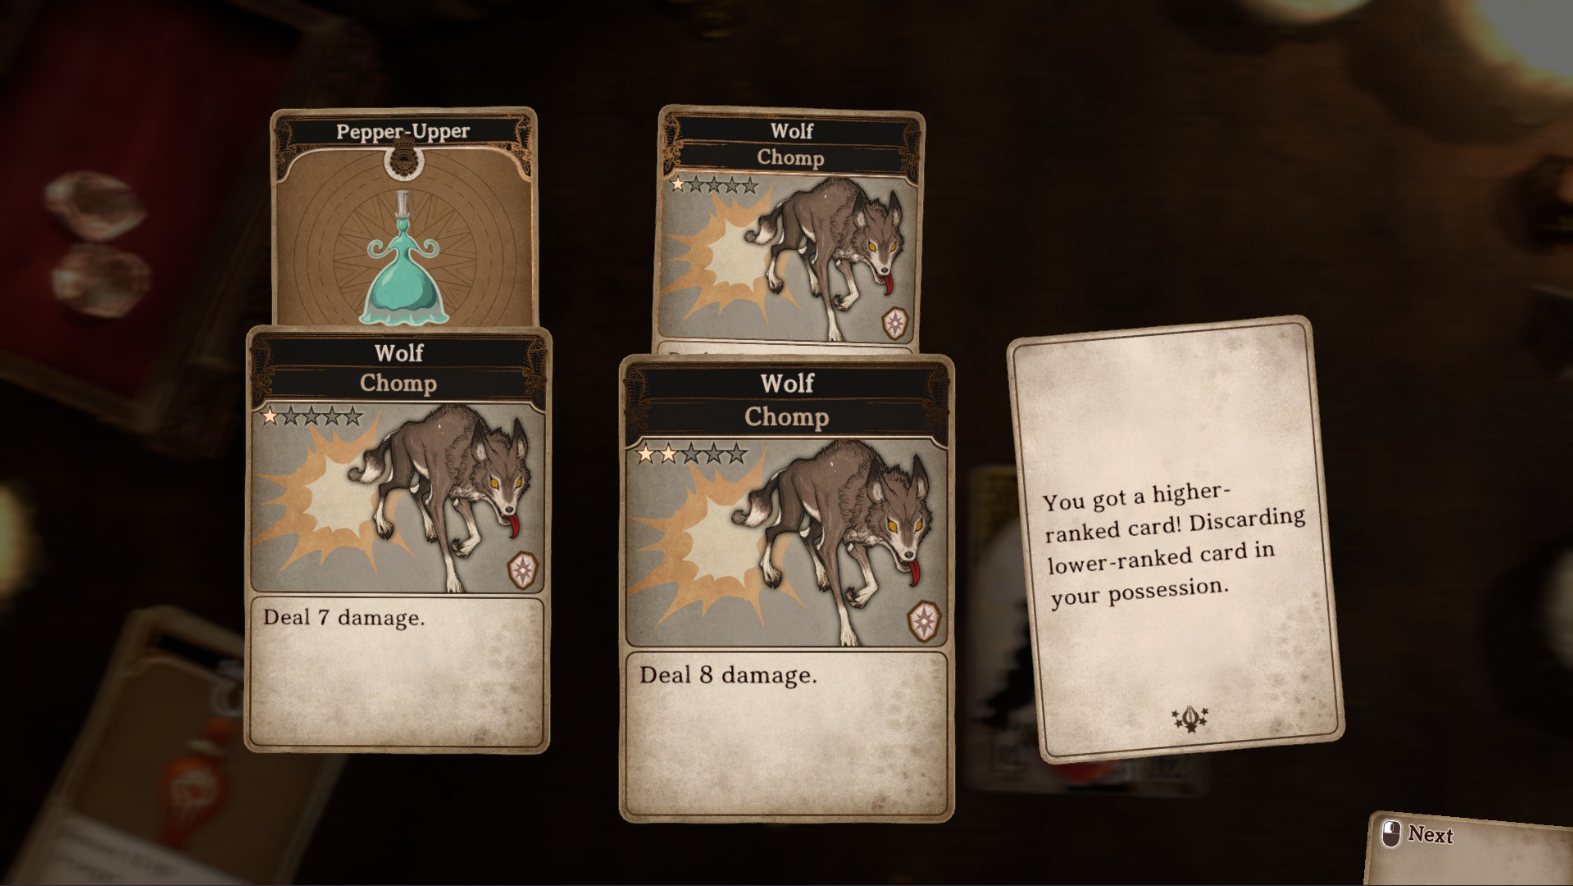 Pepper-Upper
Wolf
Chomp
Wolf
Chomp
Deal 7 damage.
Wolf
Chomp
Deal 8 damage.
You got a higher-
ranked card! Discarding
lower-ranked card in
your possession.
Next